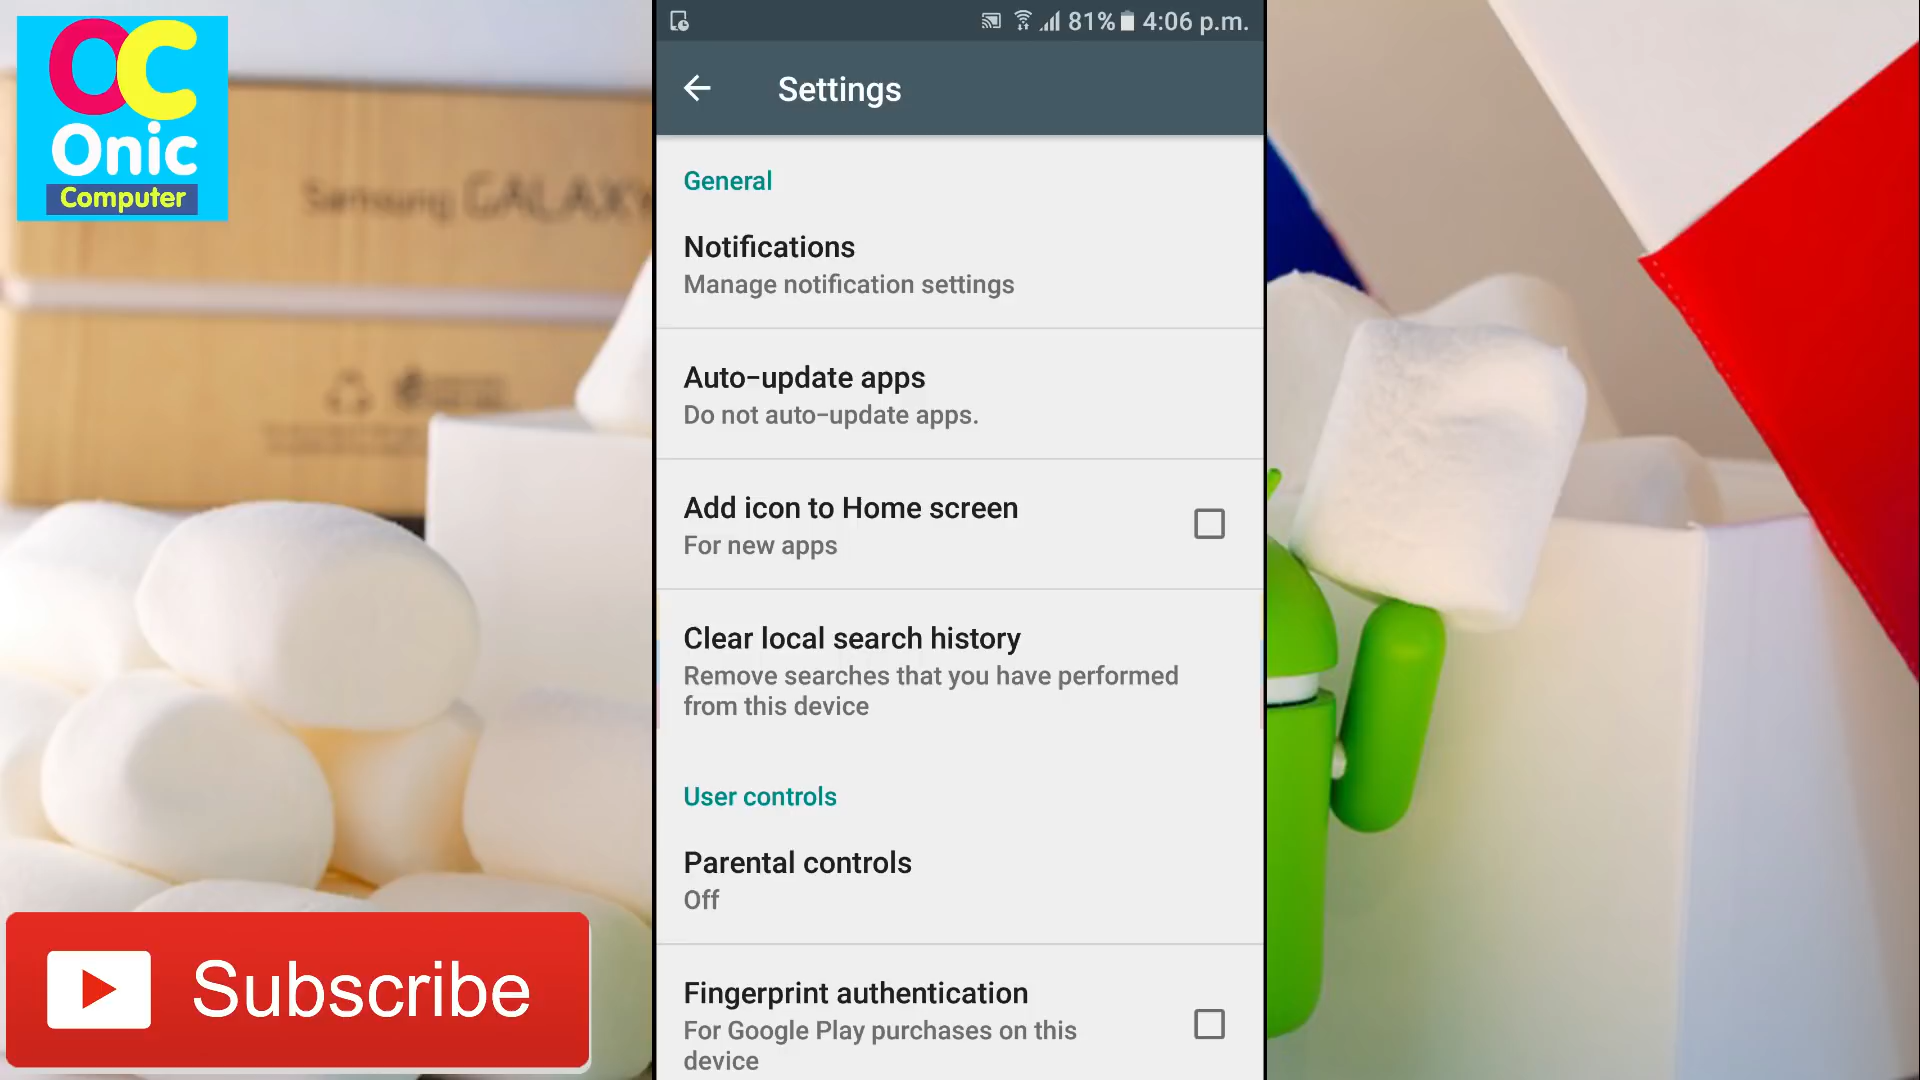 OC
Onic
Computer
Samsung GALAXY
81% 4:06 p.m.
Settings
General
Notifications
Manage notification settings
Auto-update apps
Do not auto-update apps.
Add icon to Home screen
For new apps
Clear local search history
Remove searches that you have performed
from this device
User controls
Parental controls
Off
Fingerprint authentication
For Google Play purchases on this
device
Subscribe